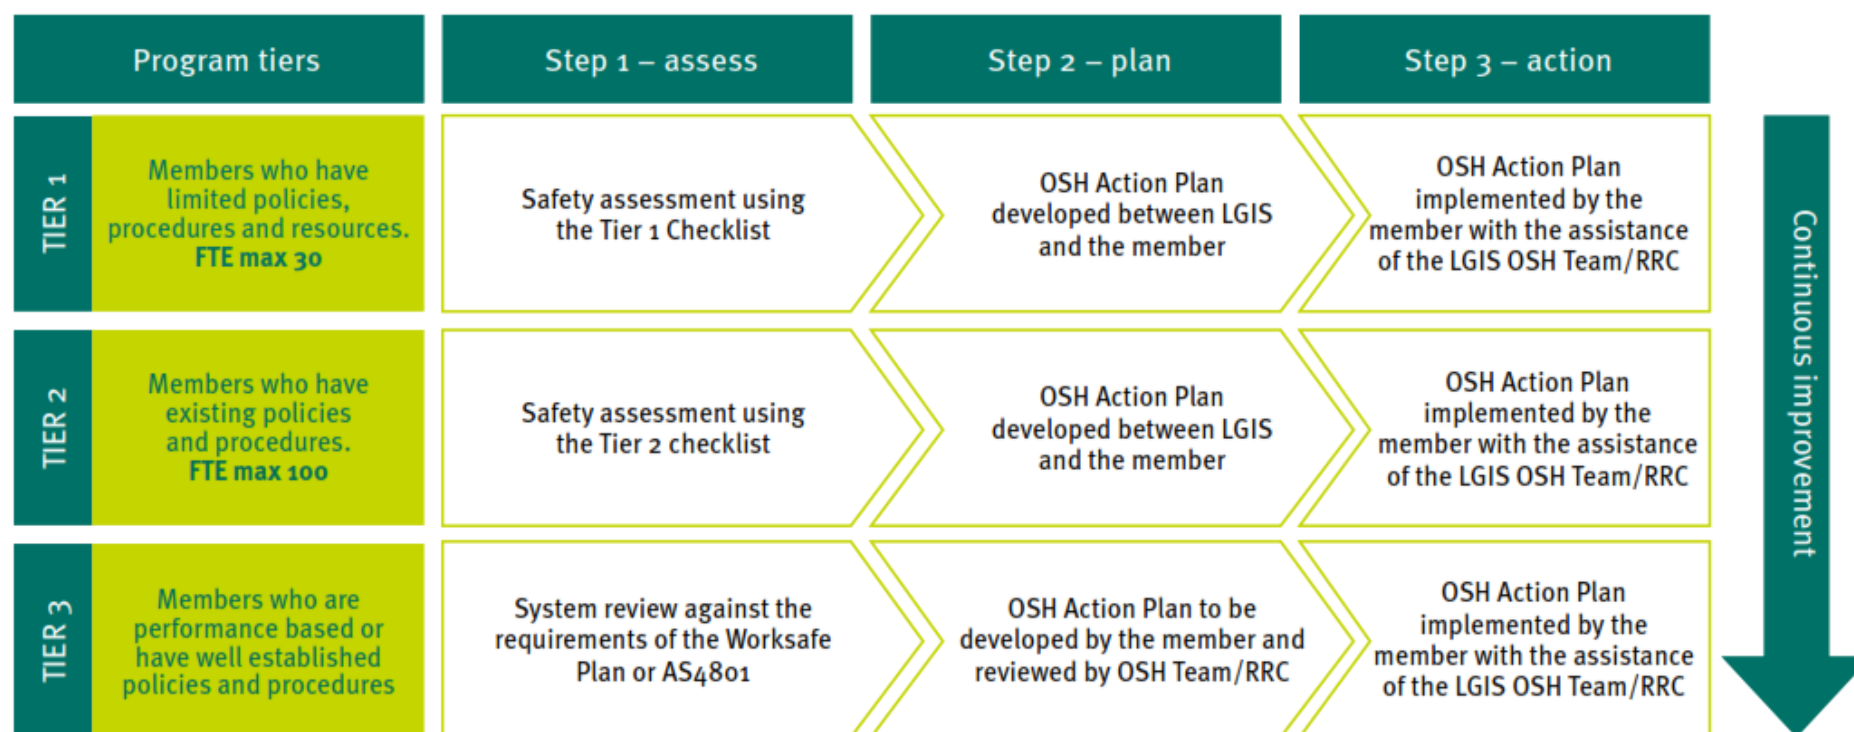 Program tiers
Step 1 – assess
Step 2 – plan
Step 3 – action
TIER 1
Members who have
limited policies,
procedures and resources.
FTE max 30
Safety assessment using
the Tier 1 Checklist
OSH Action Plan
developed between LGIS
and the member
OSH Action Plan
implemented by the
member with the assistance
of the LGIS OSH Team/RRC
TIER 2
Members who have
existing policies
and procedures.
FTE max 100
Safety assessment using
the Tier 2 checklist
OSH Action Plan
developed between LGIS
and the member
OSH Action Plan
implemented by the
member with the assistance
of the LGIS OSH Team/RRC
TIER 3
Members who are
performance based or
have well established
policies and procedures
System review against the
requirements of the Worksafe
Plan or AS4801
OSH Action Plan to be
developed by the member and
reviewed by OSH Team/RRC
OSH Action Plan
implemented by the
member with the assistance
of the LGIS OSH Team/RRC
Continuous improvement